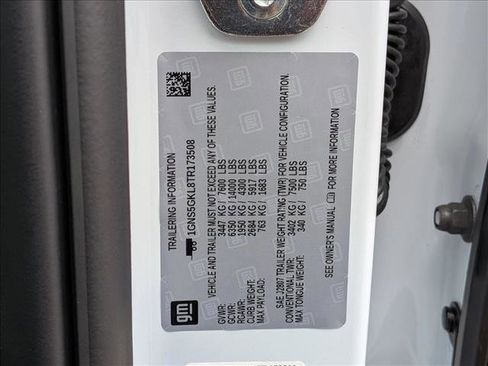 TRAILERING INFORMATION
1GNS5GKL8TR173508
VEHICLE AND TRAILER MUST NOT EXCEED ANY OF THESE VALUES.
GVWR: 3447 KG / 7600 LBS
GCWR: 6350 KG / 14000 LBS
RGAWR: 1950 KG / 4300 LBS
CURB WEIGHT: 2684 KG / 5917 LBS
MAX PAYLOAD: 763 KG / 1683 LBS
SAE J2807 TRAILER WEIGHT RATING (TWR) FOR VEHICLE CONFIGURATION.
CONVENTIONAL TWR: 3402 KG / 7500 LBS
MAX TONGUE WEIGHT: 340 KG / 750 LBS
SEE OWNER'S MANUAL FOR MORE INFORMATION
gm